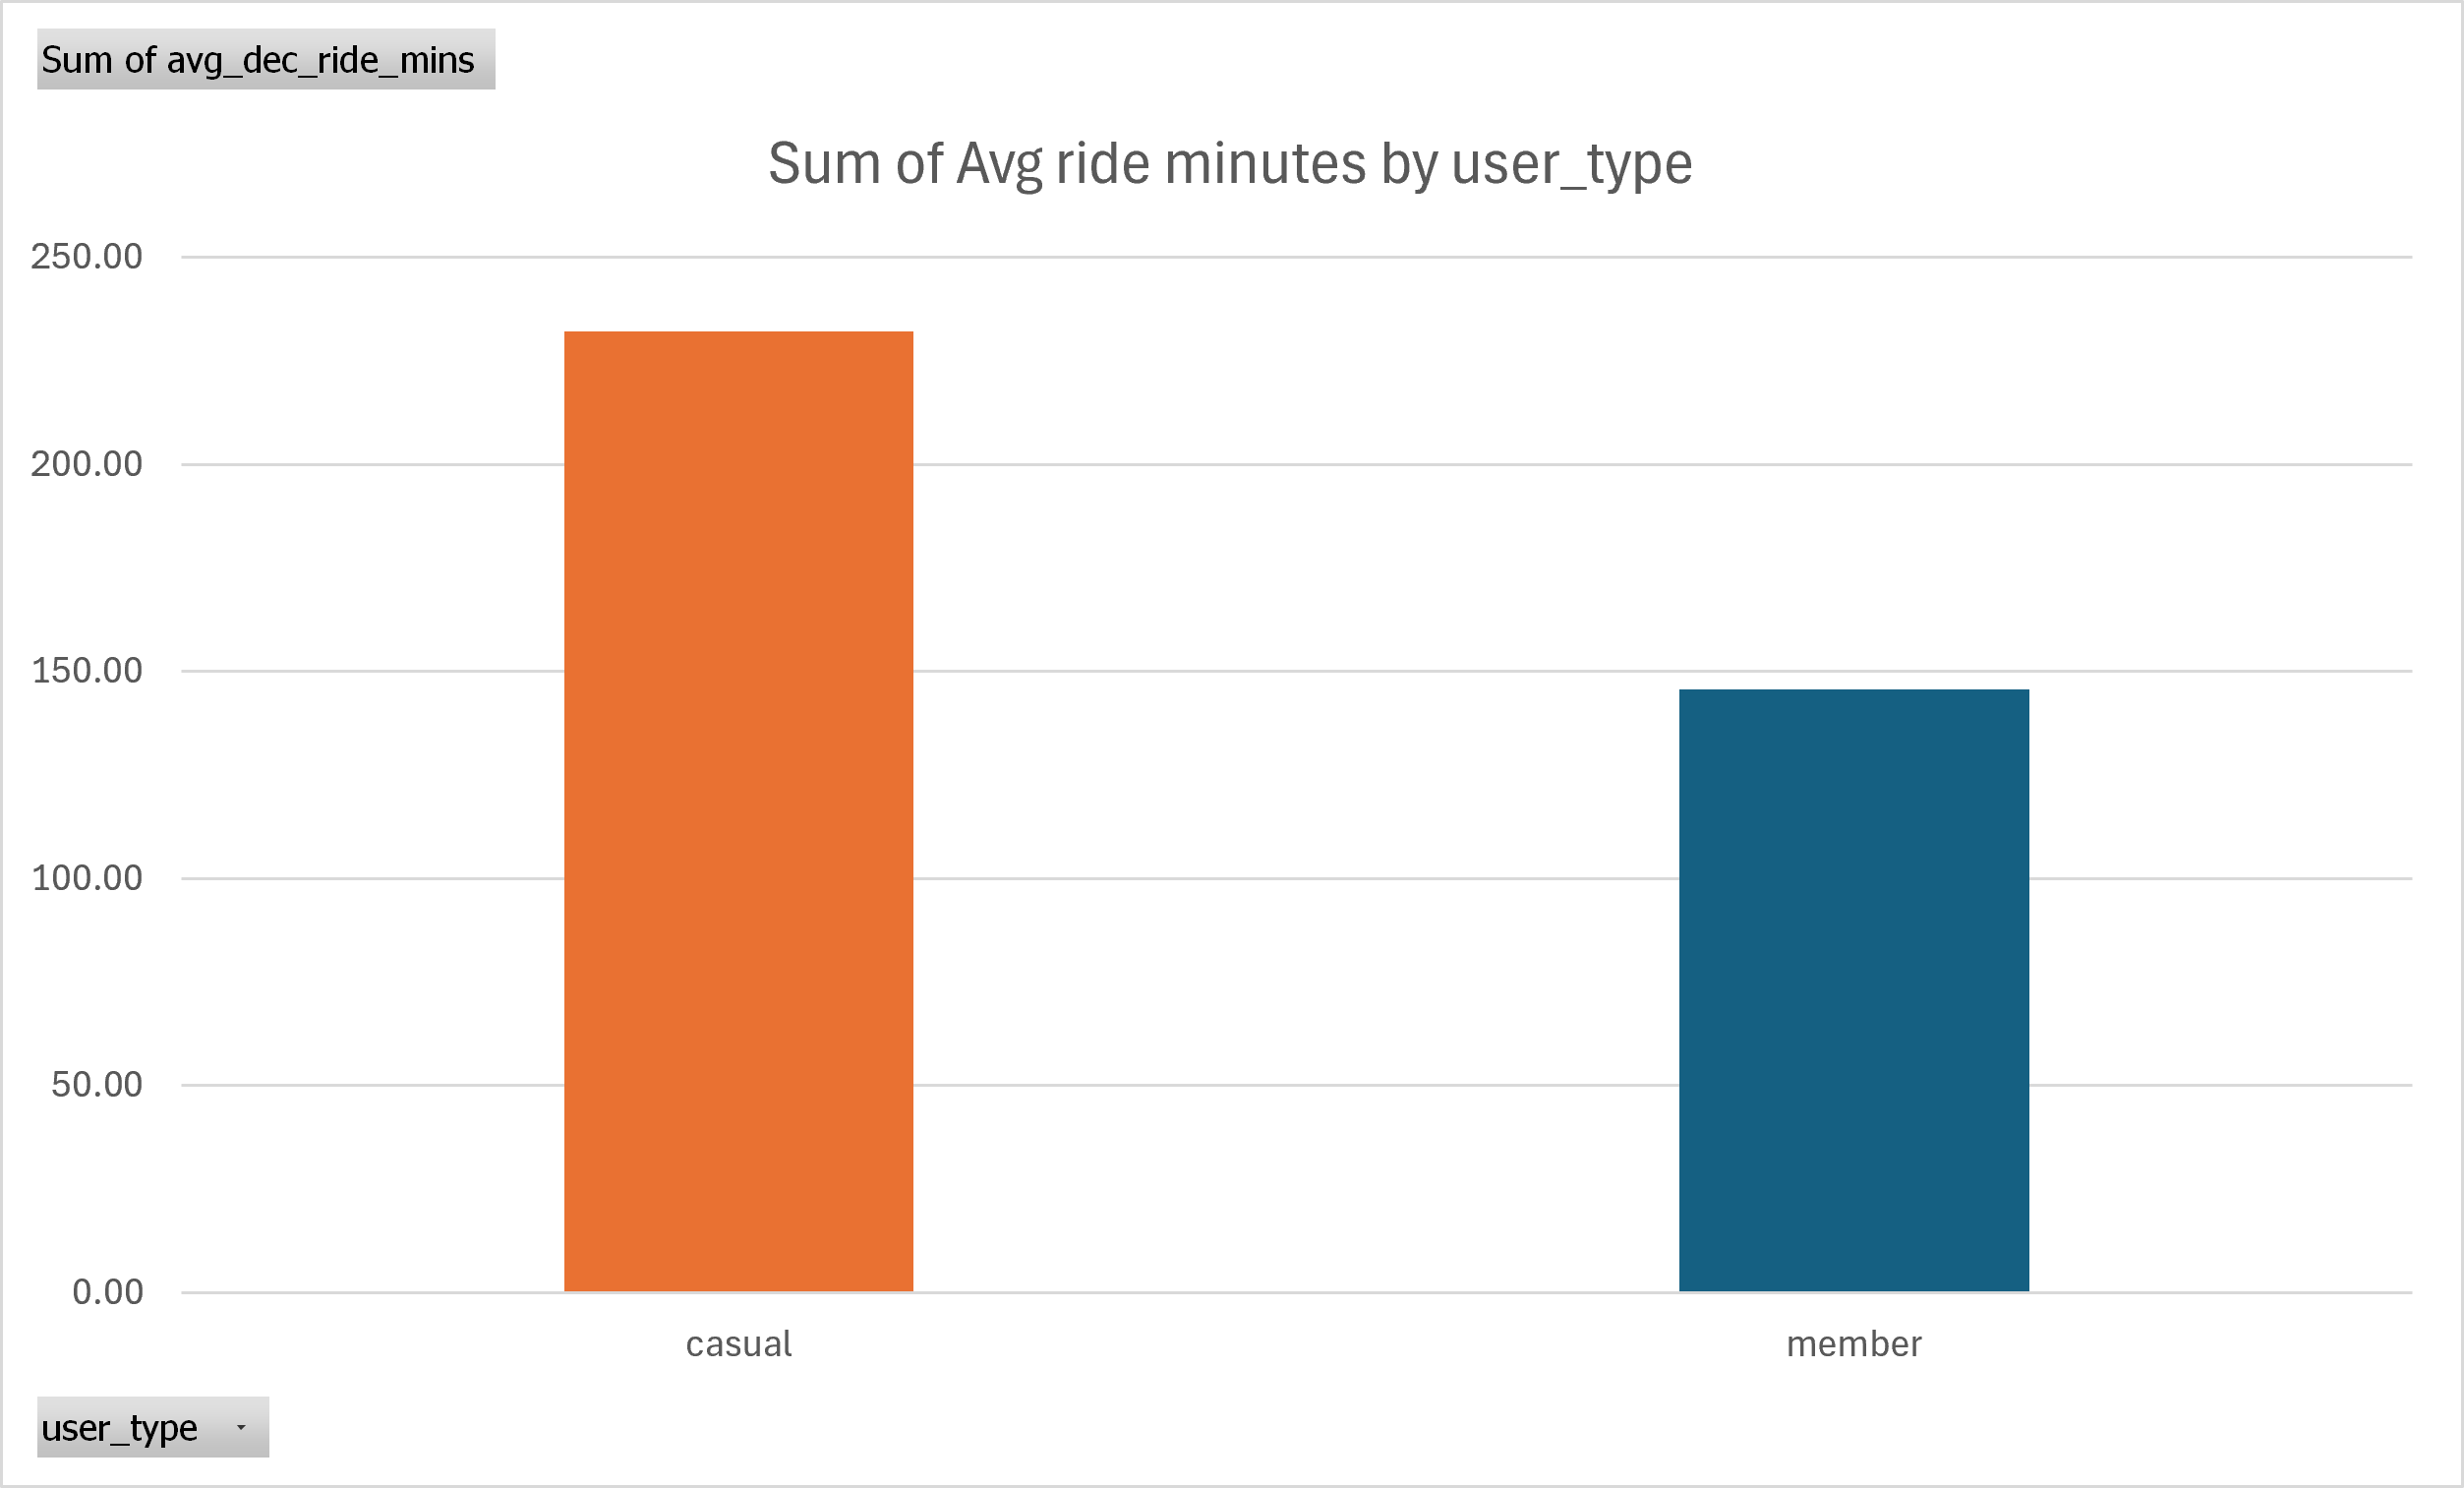 Sum of avg_dec_ride_mins
Sum of Avg ride minutes by user_type
250.00
200.00
150.00
100.00
50.00
0.00
casual member
user_type